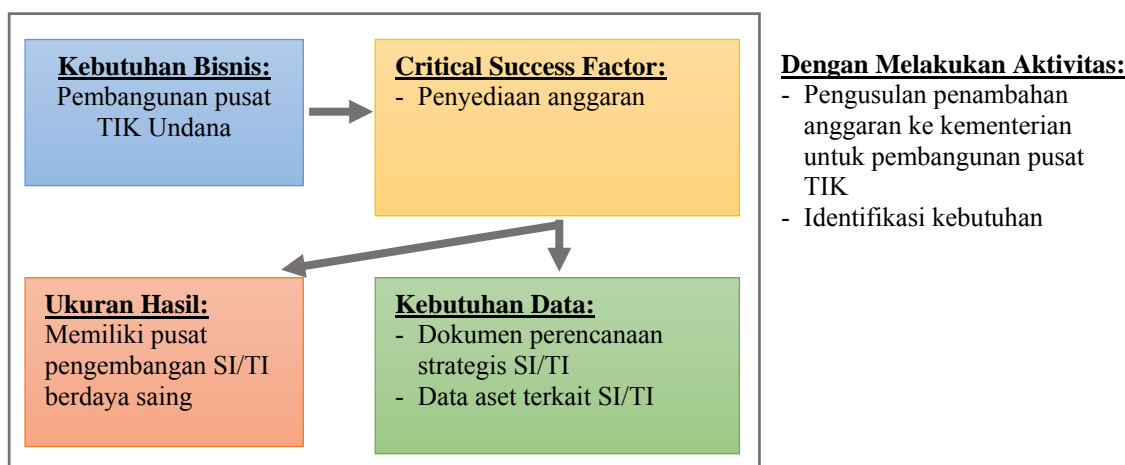 Kebutuhan Bisnis:
Pembangunan pusat
TIK Undana
Critical Success Factor:
- Penyediaan anggaran
Dengan Melakukan Aktivitas:
- Pengusulan penambahan
anggaran ke kementerian
untuk pembangunan pusat
TIK
- Identifikasi kebutuhan
Ukuran Hasil:
Memiliki pusat
pengembangan SI/TI
berdaya saing
Kebutuhan Data:
- Dokumen perencanaan
strategis SI/TI
- Data aset terkait SI/TI